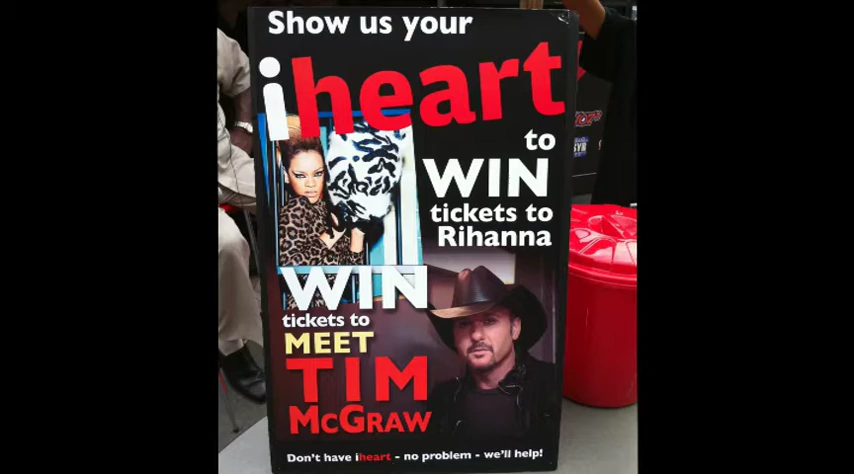 Show us your
iheart
to
WIN
tickets to
Rihanna
WIN
tickets to
MEET
TIM
McGRAW
Don't have iheart - no problem - we'll help!